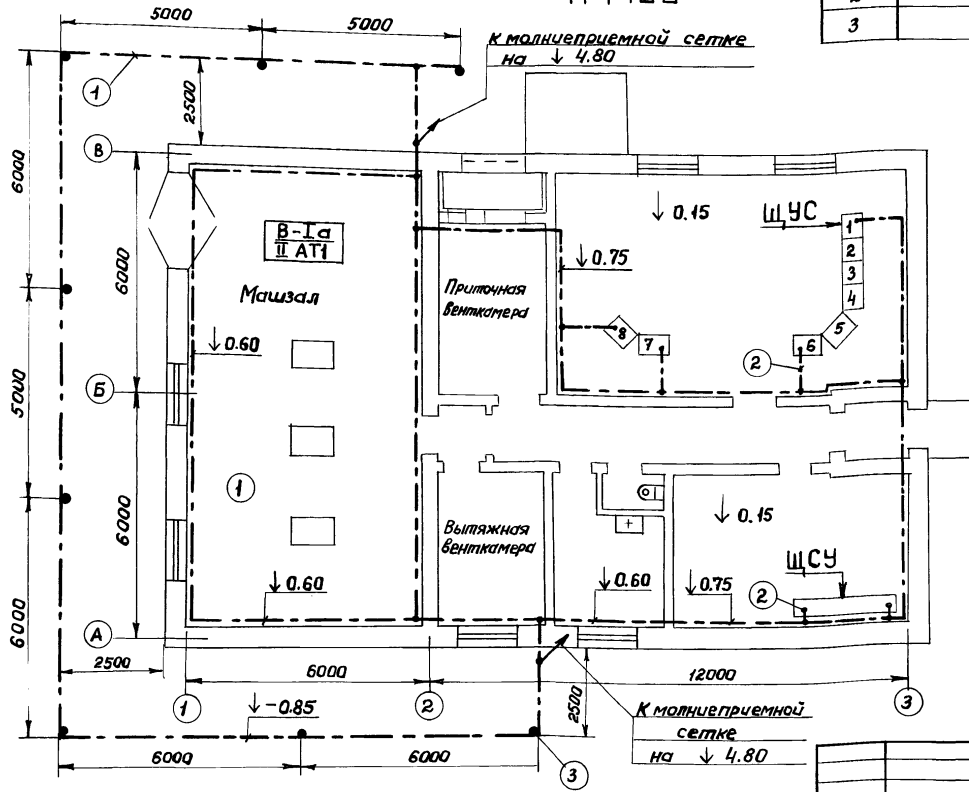 5000
5000
3
К молниеприемной сетке
на ↓ 4.80
1
2500
В
6000
6000
В-Iа
II АТ1
Машзал
↓ 0.60
Приточная
венткамера
↓ 0.15
ЩУС
↓ 0.75
1
2
3
4
5
6
7
8
2
Б
5000
6000
1
Вытяжная
венткамера
↓ 0.15
ЩСУ
2
↓ 0.60
↓ 0.60
↓ 0.75
6000
А
2500
6000
12000
2500
1
2
3
↓ -0.85
К молниеприемной
сетке
на ↓ 4.80
6000
6000
3